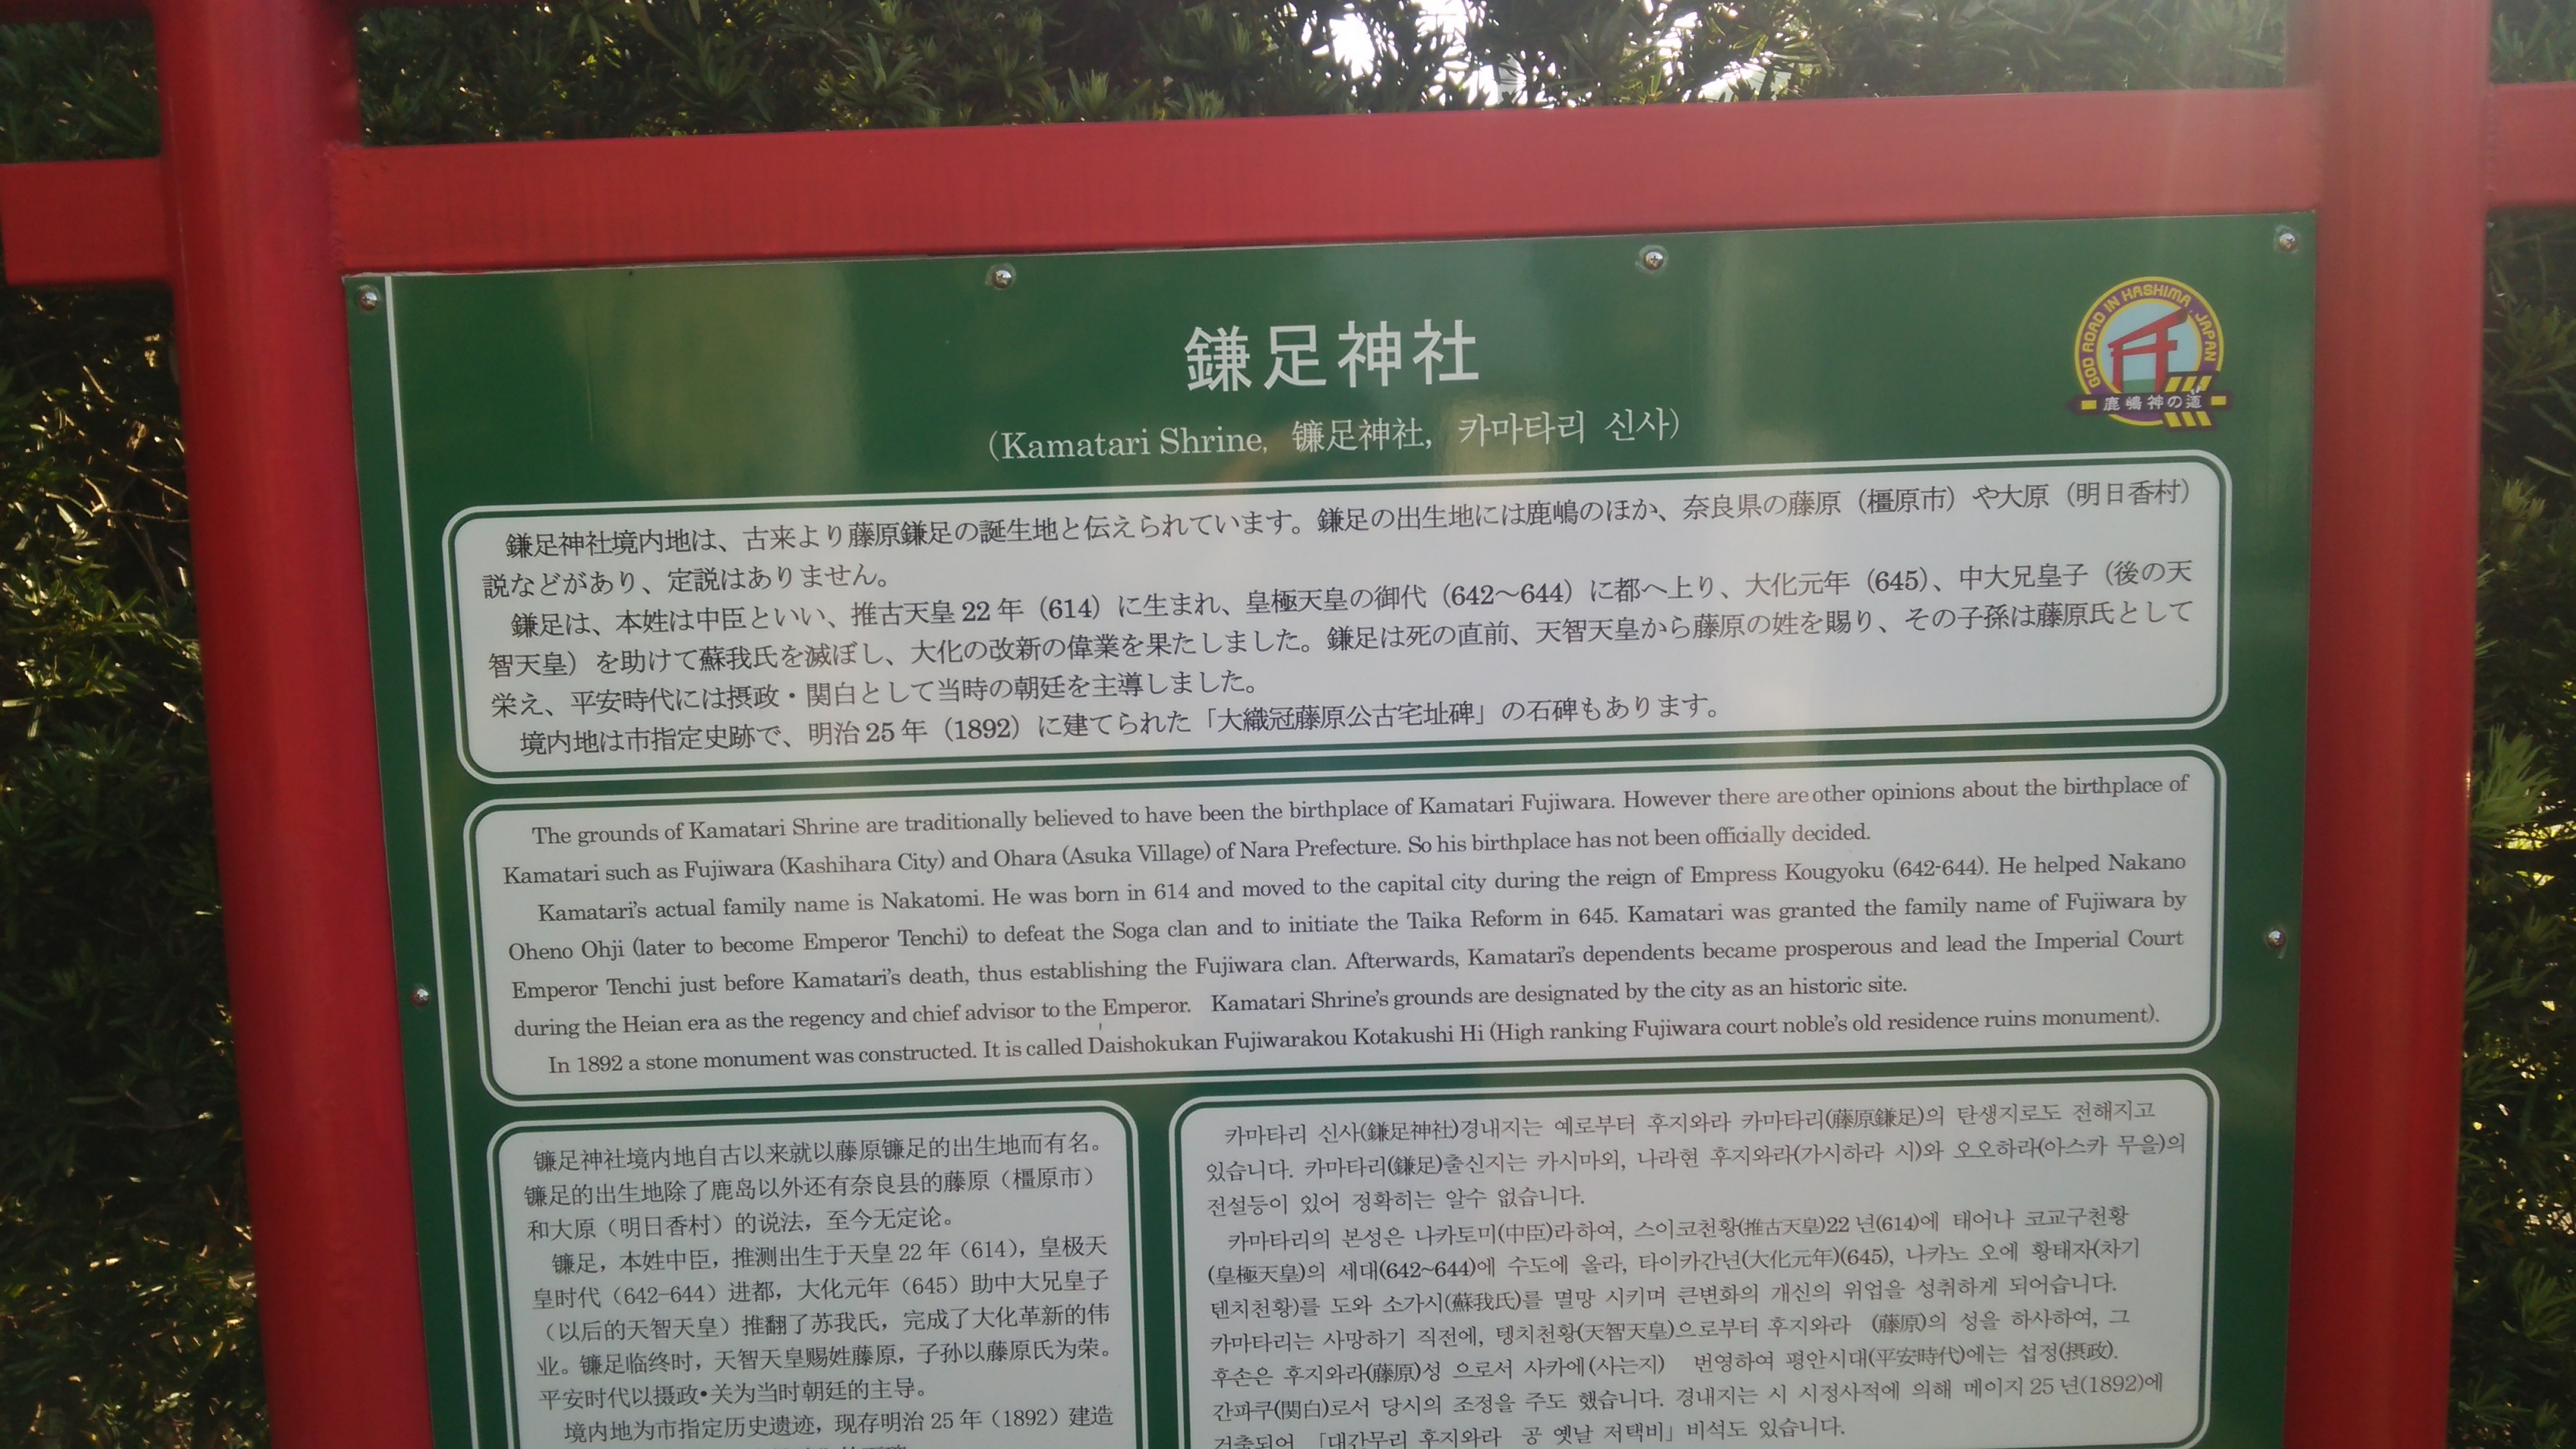 鎌足神社
(Kamatari Shrine, 镰足神社, 카마타리 신사)
GOD ROAD IN KASHIMA, JAPAN
鹿嶋神の道
鎌足神社境内地は、古来より藤原鎌足の誕生地と伝えられています。鎌足の出生地には鹿嶋のほか、奈良県の藤原（橿原市）や大原（明日香村）
説などがあり、定説はありません。
鎌足は、本姓は中臣といい、推古天皇22年（614）に生まれ、皇極天皇の御代（642～644）に都へ上り、大化元年（645）、中大兄皇子（後の天
智天皇）を助けて蘇我氏を滅ぼし、大化の改新の偉業を果たしました。鎌足は死の直前、天智天皇から藤原の姓を賜り、その子孫は藤原氏として
栄え、平安時代には摂政・関白として当時の朝廷を主導しました。
境内地は市指定史跡で、明治25年（1892）に建てられた「大織冠藤原公古宅址碑」の石碑もあります。
The grounds of Kamatari Shrine are traditionally believed to have been the birthplace of Kamatari Fujiwara. However there are other opinions about the birthplace of
Kamatari such as Fujiwara (Kashihara City) and Ohara (Asuka Village) of Nara Prefecture. So his birthplace has not been officially decided.
Kamatari's actual family name is Nakatomi. He was born in 614 and moved to the capital city during the reign of Empress Kougyoku (642-644). He helped Nakano
Oheno Ohji (later to become Emperor Tenchi) to defeat the Soga clan and to initiate the Taika Reform in 645. Kamatari was granted the family name of Fujiwara by
Emperor Tenchi just before Kamatari's death, thus establishing the Fujiwara clan. Afterwards, Kamatari's dependents became prosperous and lead the Imperial Court
during the Heian era as the regency and chief advisor to the Emperor. Kamatari Shrine's grounds are designated by the city as an historic site.
In 1892 a stone monument was constructed. It is called Daishokukan Fujiwarakou Kotakushi Hi (High ranking Fujiwara court noble's old residence ruins monument).
镰足神社境内地自古以来就以藤原镰足的出生地而有名。
镰足的出生地除了鹿岛以外还有奈良县的藤原（橿原市）
和大原（明日香村）的说法，至今无定论。
镰足，本姓中臣，推测出生于天皇22年（614），皇极天
皇时代（642-644）进都，大化元年（645）助中大兄皇子
（以后的天智天皇）推翻了苏我氏，完成了大化革新的伟
业。镰足临终时，天智天皇赐姓藤原，子孙以藤原氏为荣。
平安时代以摄政•关为当时朝廷的主导。
境内地为市指定历史遗迹，现存明治25年（1892）建造
카마타리 신사(鎌足神社)경내지는 예로부터 후지와라 카마타리(藤原鎌足)의 탄생지로도 전해지고
있습니다. 카마타리(鎌足)출신지는 카시마외, 나라현 후지와라(가시하라 시)와 오오하라(아스카 무을)의
전설등이 있어 정확히는 알수 없습니다.
카마타리의 본성은 나카토미(中臣)라하여, 스이코천황(推古天皇)22년(614)에 태어나 코교구천황
(皇極天皇)의 세대(642~644)에 수도에 올라, 타이카간년(大化元年)(645), 나카노 오에 황태자(차기
텐치천황)를 도와 소가시(蘇我氏)를 멸망 시키며 큰변화의 개신의 위업을 성취하게 되어습니다.
카마타리는 사망하기 직전에, 텡치천황(天智天皇)으로부터 후지와라 (藤原)의 성을 하사하여, 그
후손은 후지와라(藤原)성 으로서 사카에(사는지) 번영하여 평안시대(平安時代)에는 섭정(摂政).
간파쿠(関白)로서 당시의 조정을 주도 했습니다. 경내지는 시 시정사적에 의해 메이지25년(1892)에
건축되어 「대간무리 후지와라 공 옛날 저택비」비석도 있습니다.